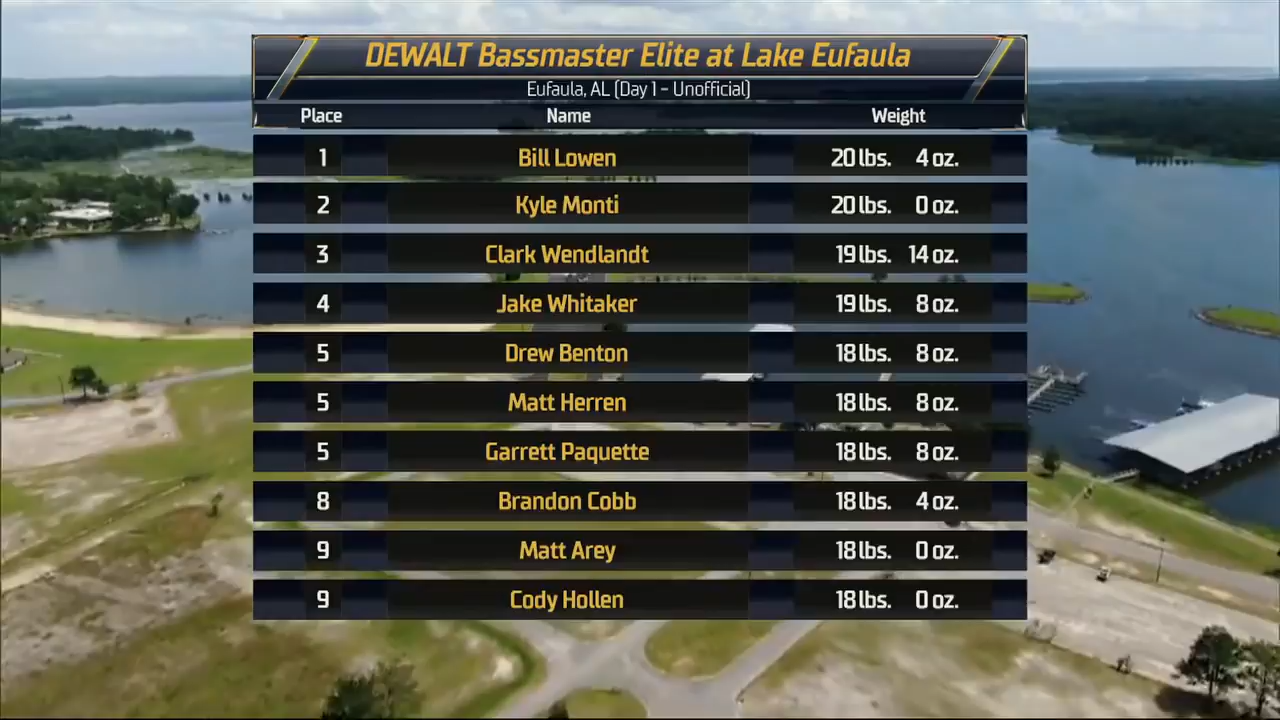 DEWALT Bassmaster Elite at Lake Eufaula
Eufaula, AL (Day 1 - Unofficial)
Place Name Weight
1 Bill Lowen 20 lbs. 4 oz.
2 Kyle Monti 20 lbs. 0 oz.
3 Clark Wendlandt 19 lbs. 14 oz.
4 Jake Whitaker 19 lbs. 8 oz.
5 Drew Benton 18 lbs. 8 oz.
5 Matt Herren 18 lbs. 8 oz.
5 Garrett Paquette 18 lbs. 8 oz.
8 Brandon Cobb 18 lbs. 4 oz.
9 Matt Arey 18 lbs. 0 oz.
9 Cody Hollen 18 lbs. 0 oz.